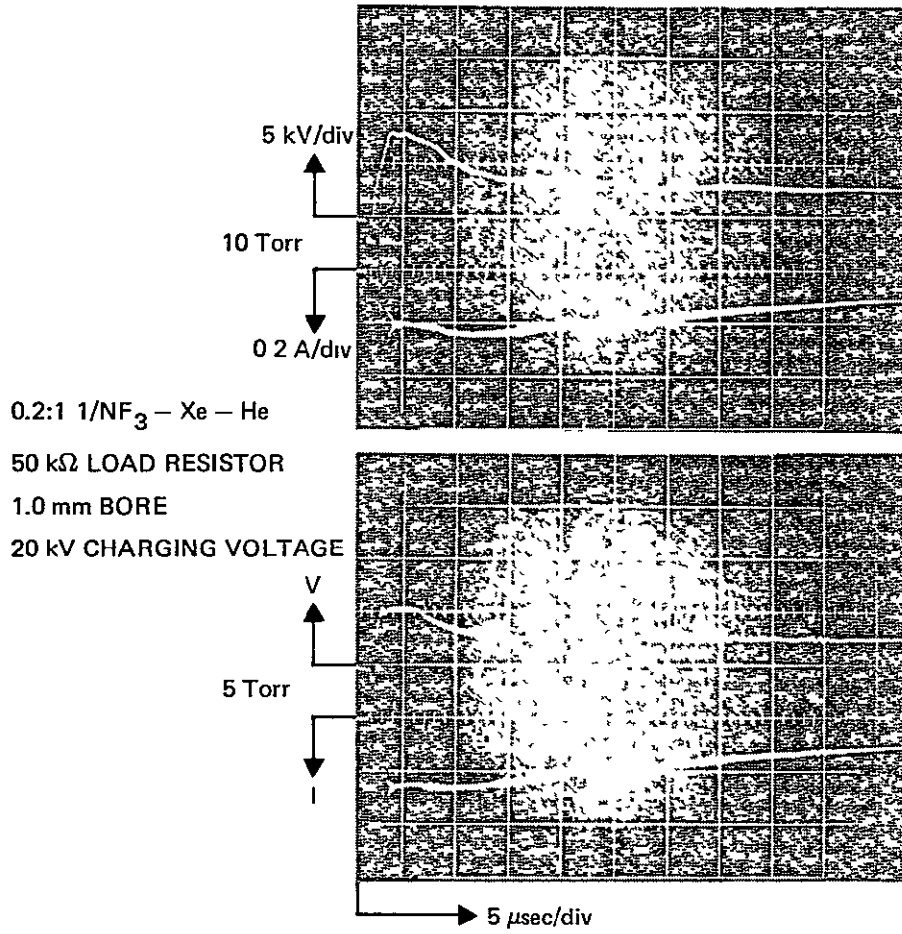 5 kV/div
10 Torr
0 2 A/div
0.2:1 1/NF3 – Xe – He
50 kΩ LOAD RESISTOR
1.0 mm BORE
20 kV CHARGING VOLTAGE
V
5 Torr
I
5 μsec/div